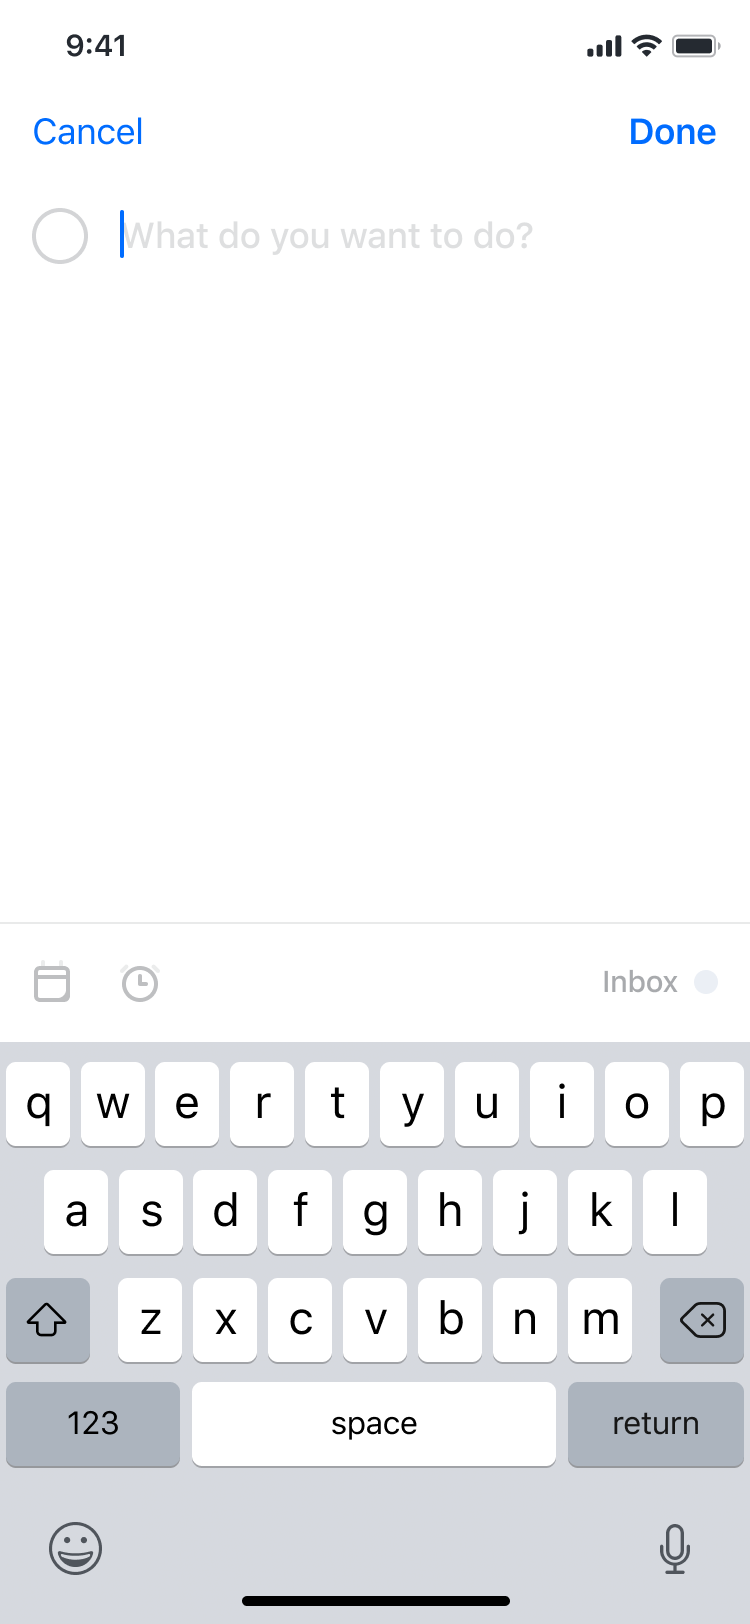 9:41
Cancel Done
What do you want to do?
Inbox
q w e r t y u i o p
a s d f g h j k l
z x c v b n m
123 space return